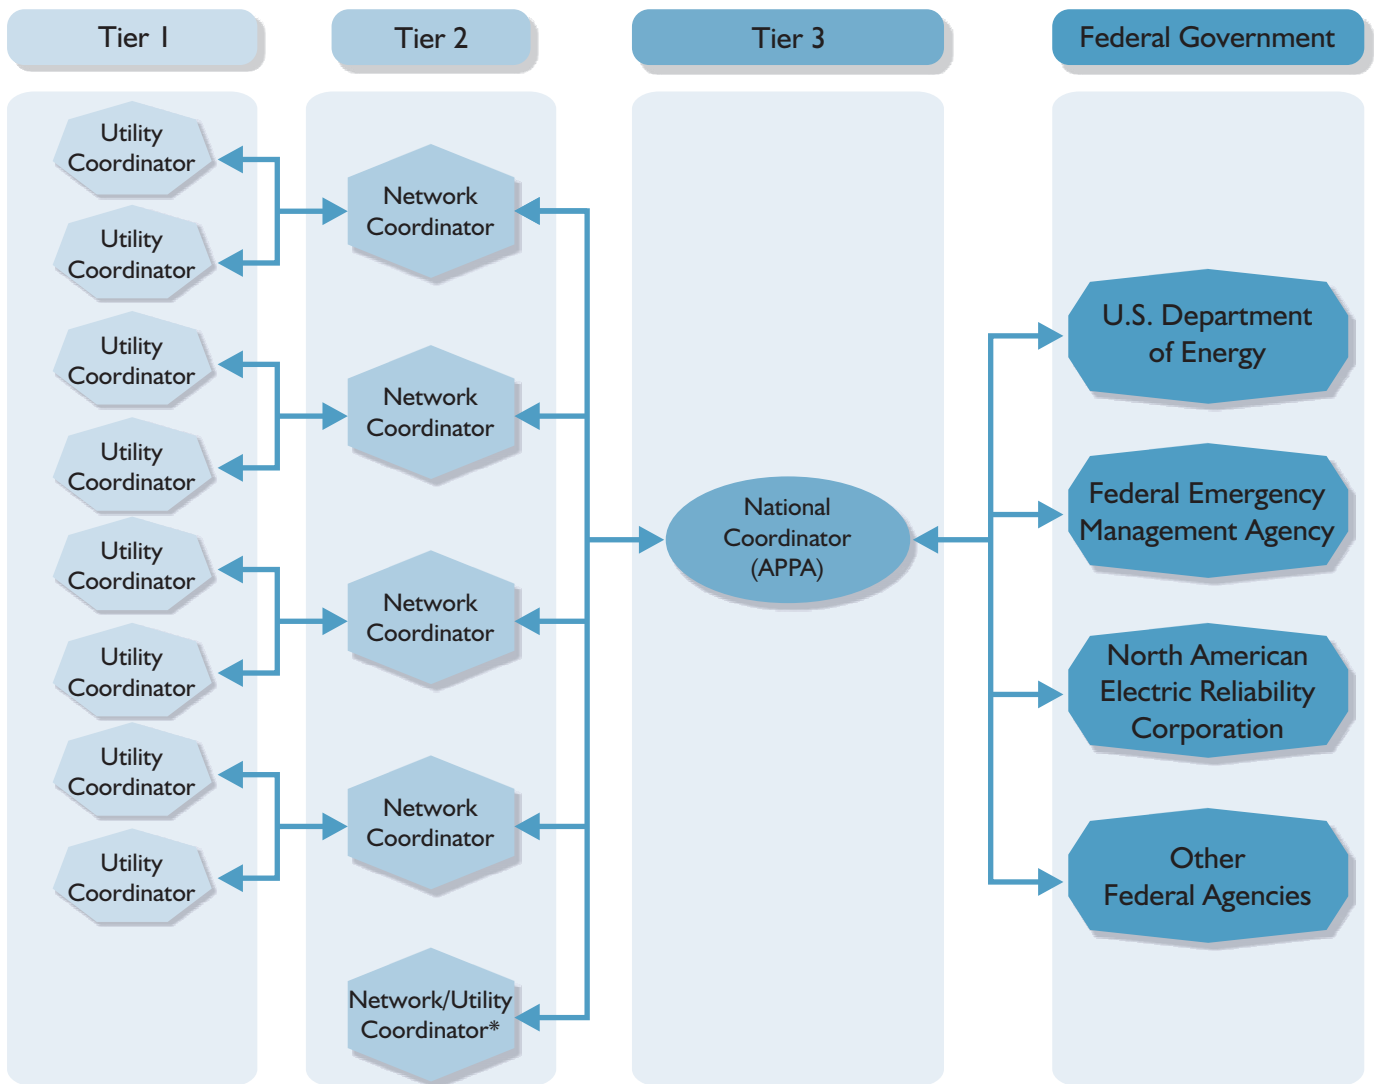 Tier 1
Tier 2
Tier 3
Federal Government
Utility
Coordinator
Utility
Coordinator
Utility
Coordinator
Utility
Coordinator
Utility
Coordinator
Utility
Coordinator
Utility
Coordinator
Utility
Coordinator
Network
Coordinator
Network
Coordinator
Network
Coordinator
Network
Coordinator
Network/Utility
Coordinator*
National
Coordinator
(APPA)
U.S. Department
of Energy
Federal Emergency
Management Agency
North American
Electric Reliability
Corporation
Other
Federal Agencies